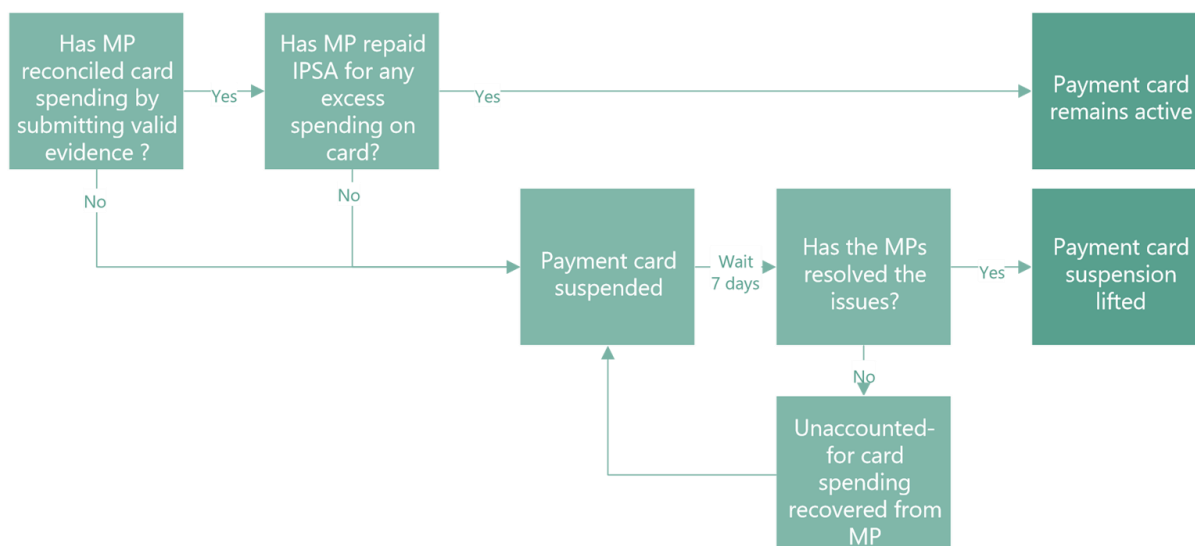 Has MP
reconciled card
spending by
submitting valid
evidence ?
Yes
Has MP repaid
IPSA for any
excess
spending on
card?
Yes
Payment card
remains active
No
No
Payment card
suspended
Wait
7 days
Has the MPs
resolved the
issues?
Yes
Payment card
suspension
lifted
No
Unaccounted-
for card
spending
recovered from
MP